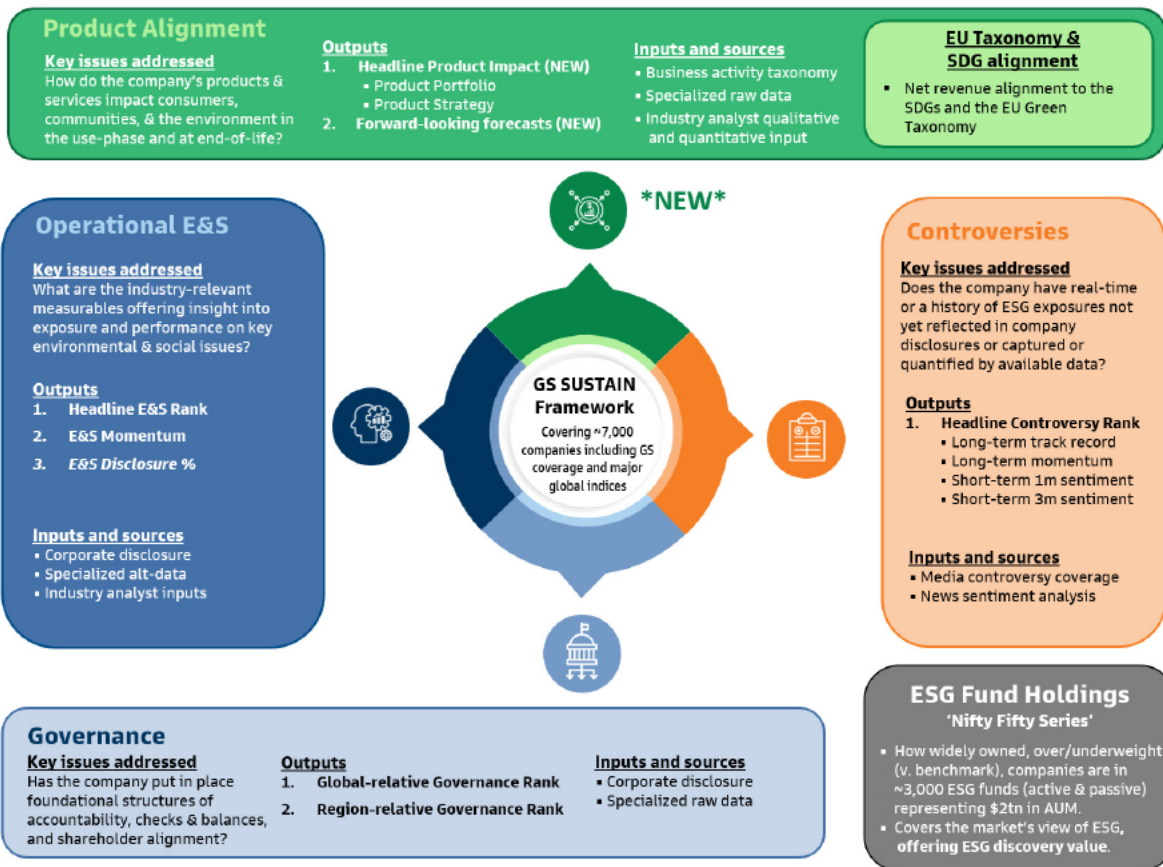 Product Alignment
Key issues addressed
How do the company's products &
services impact consumers,
communities, & the environment in
the use-phase and at end-of-life?
Outputs
1. Headline Product Impact (NEW)
▪ Product Portfolio
▪ Product Strategy
2. Forward-looking forecasts (NEW)
Inputs and sources
▪ Business activity taxonomy
▪ Specialized raw data
▪ Industry analyst qualitative
and quantitative input
EU Taxonomy &
SDG alignment
▪ Net revenue alignment to the
SDGs and the EU Green
Taxonomy
*NEW*
Operational E&S
Key issues addressed
What are the industry-relevant
measurables offering insight into
exposure and performance on key
environmental & social issues?
Outputs
1. Headline E&S Rank
2. E&S Momentum
3. E&S Disclosure %
Inputs and sources
▪ Corporate disclosure
▪ Specialized alt-data
▪ Industry analyst inputs
GS SUSTAIN
Framework
Covering ~7,000
companies including GS
coverage and major
global indices
Controversies
Key issues addressed
Does the company have real-time
or a history of ESG exposures not
yet reflected in company
disclosures or captured or
quantified by available data?
Outputs
1. Headline Controversy Rank
▪ Long-term track record
▪ Long-term momentum
▪ Short-term 1m sentiment
▪ Short-term 3m sentiment
Inputs and sources
▪ Media controversy coverage
▪ News sentiment analysis
Governance
Key issues addressed
Has the company put in place
foundational structures of
accountability, checks & balances,
and shareholder alignment?
Outputs
1. Global-relative Governance Rank
2. Region-relative Governance Rank
Inputs and sources
▪ Corporate disclosure
▪ Specialized raw data
ESG Fund Holdings
'Nifty Fifty Series'
▪ How widely owned, over/underweight
(v. benchmark), companies are in
~3,000 ESG funds (active & passive)
representing $2tn in AUM.
▪ Covers the market's view of ESG,
offering ESG discovery value.